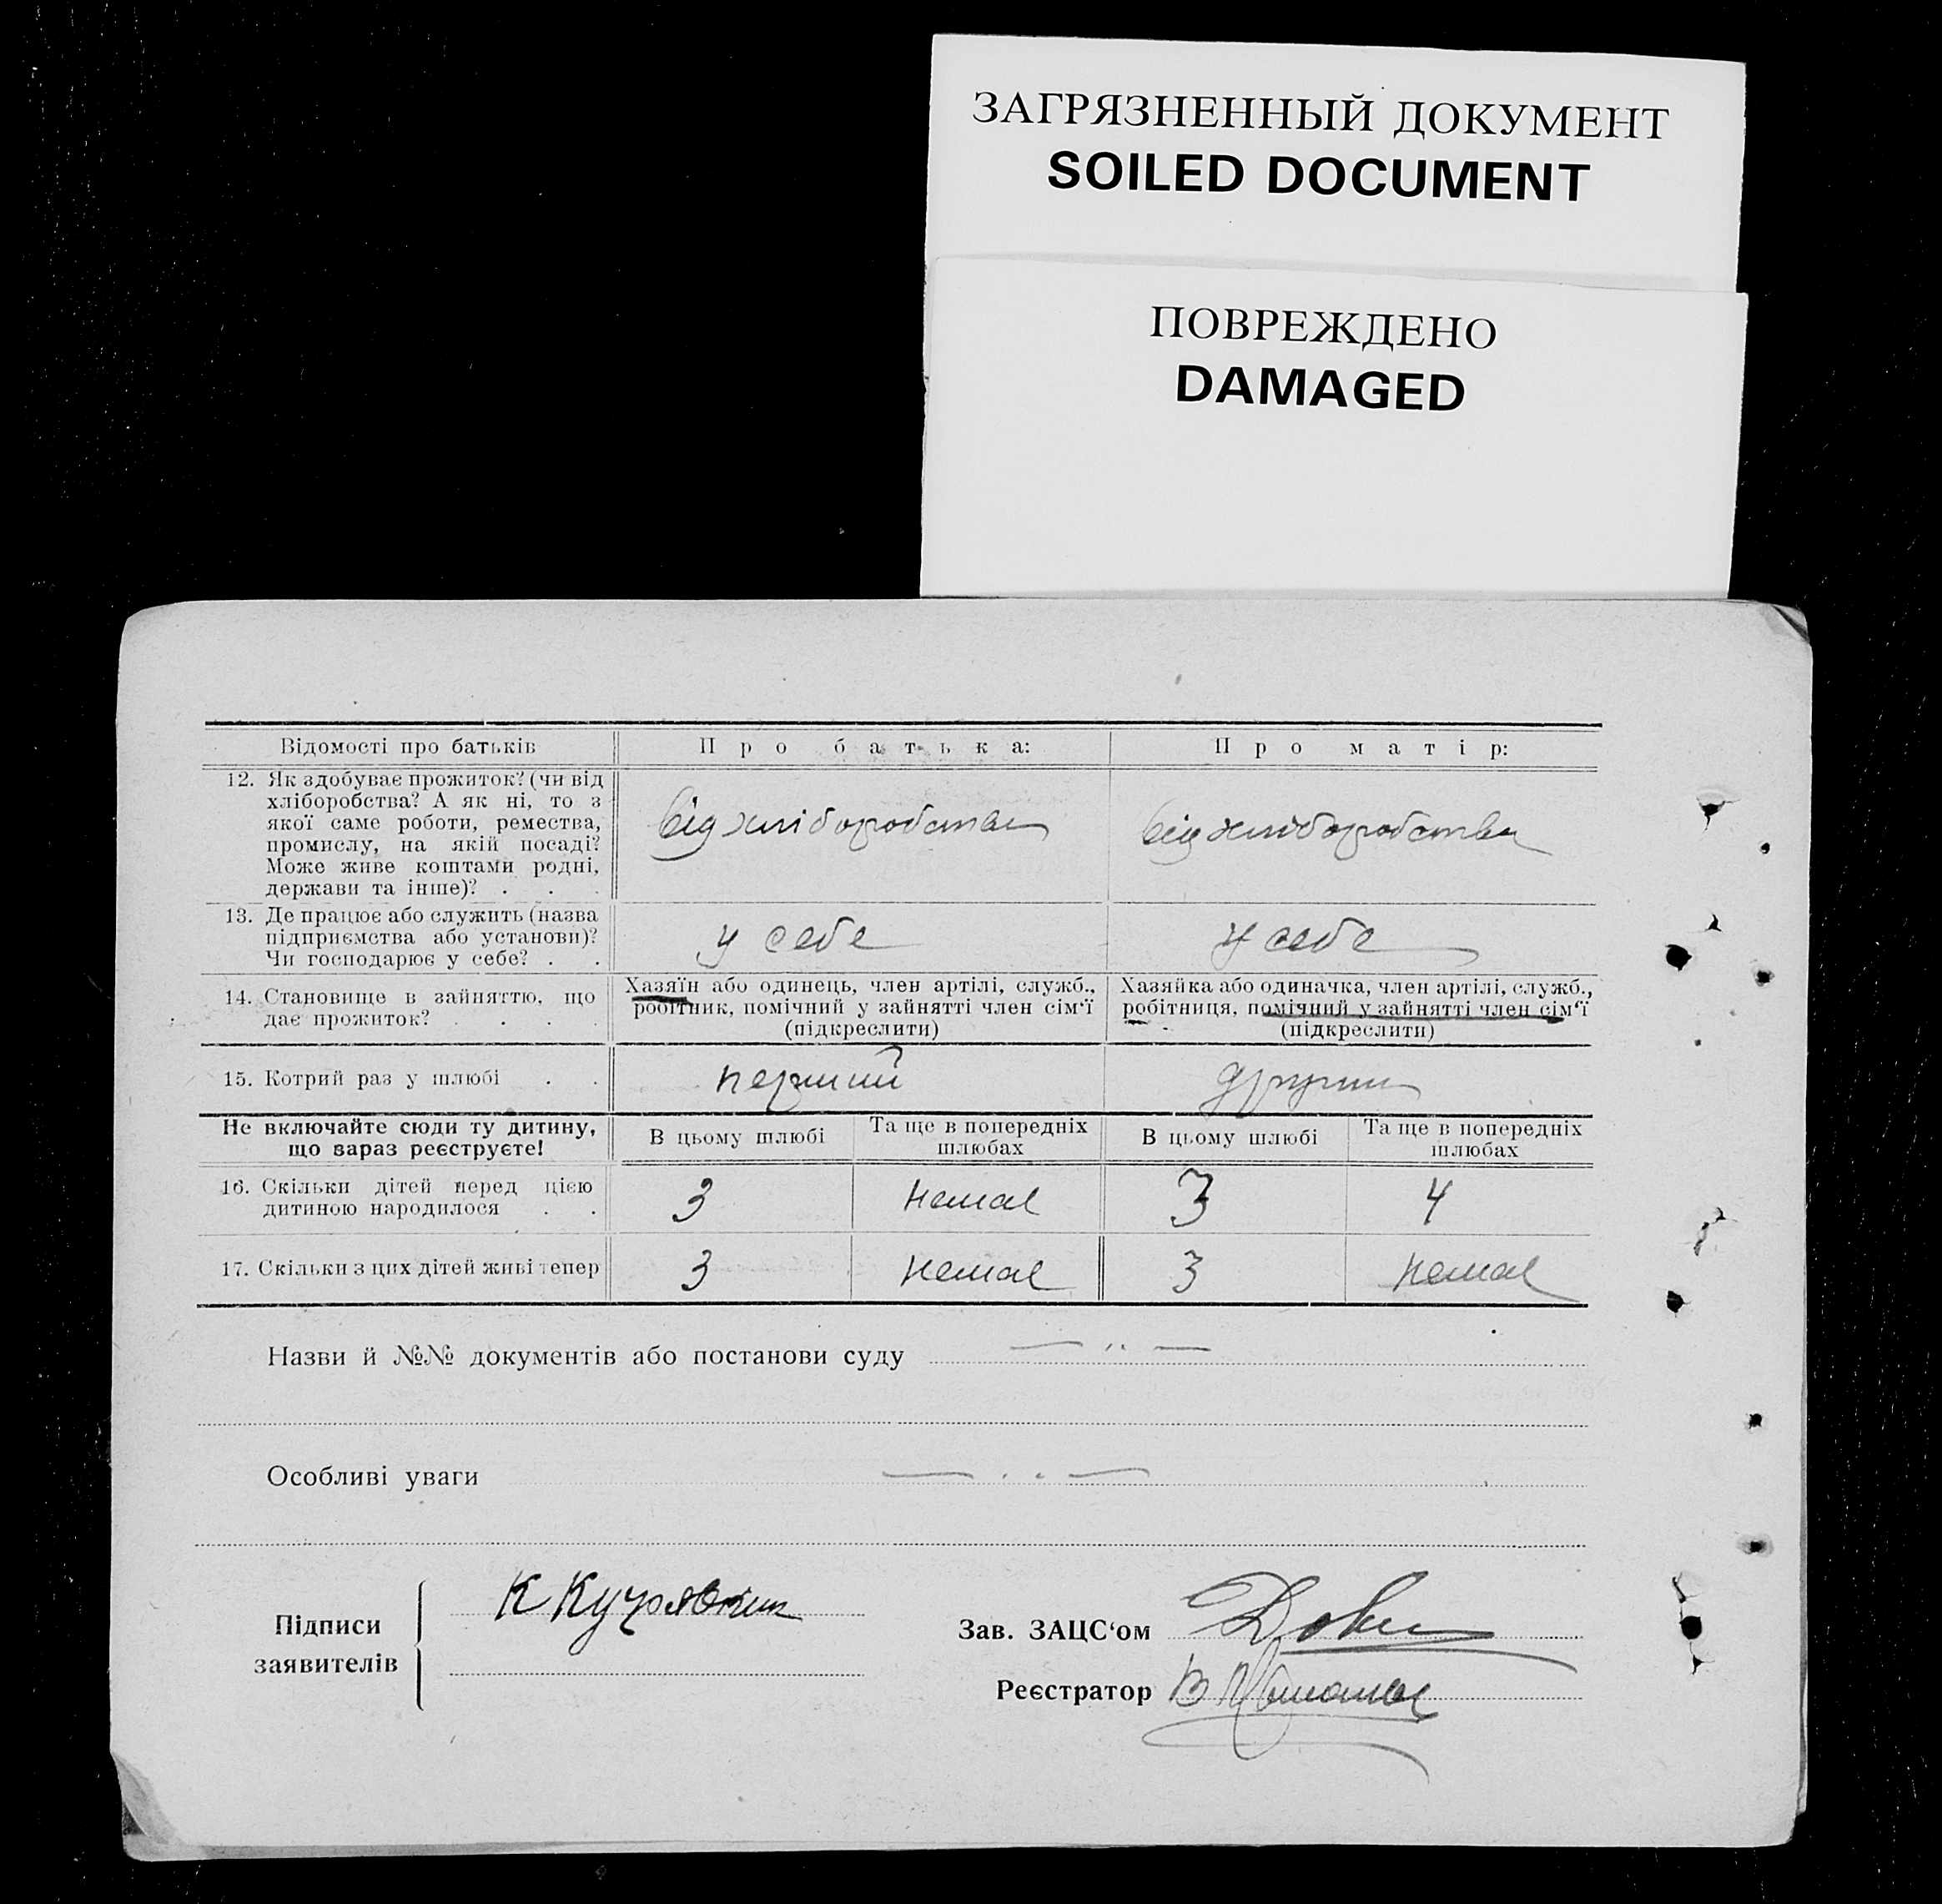 ЗАГРЯЗНЕННЫЙ ДОКУМЕНТ
SOILED DOCUMENT
ПОВРЕЖДЕНО
DAMAGED
Відомості про батьків
Про батька:
Про матір:
12. Як здобуває прожиток? (чи від
хліборобства? А як ні, то з
якої саме роботи, ремества,
промислу, на якій посаді?
Може живе коштами родні,
держави та інше)? . . .
від хліборобства
від хліборобства
13. Де працює або служить (назва
підприємства або установи)?
Чи господарює у себе? . .
у себе
у себе
14. Становище в зайняттю, що
дає прожиток? . . . .
Хазяїн або одинець, член артілі, служб.,
робітник, помічний у зайнятті член сім‘ї
(підкреслити)
Хазяйка або одиначка, член артілі, служб.,
робітниця, помічний у зайнятті член сім‘ї
(підкреслити)
15. Котрий раз у шлюбі . .
перший
Не включайте сюди ту дитину,
що зараз реєструєте!
В цьому шлюбі
Та ще в попередніх
шлюбах
В цьому шлюбі
Та ще в попередніх
шлюбах
16. Скільки дітей перед цією
дитиною народилося . .
3
немає
3
4
17. Скільки з цих дітей живі тепер
3
немає
3
немає
Назви й №№ документів або постанови суду — „ —
Особливі уваги — „ —
Підписи
заявителів
К
Зав. ЗАЦС‘ом
Реєстратор В